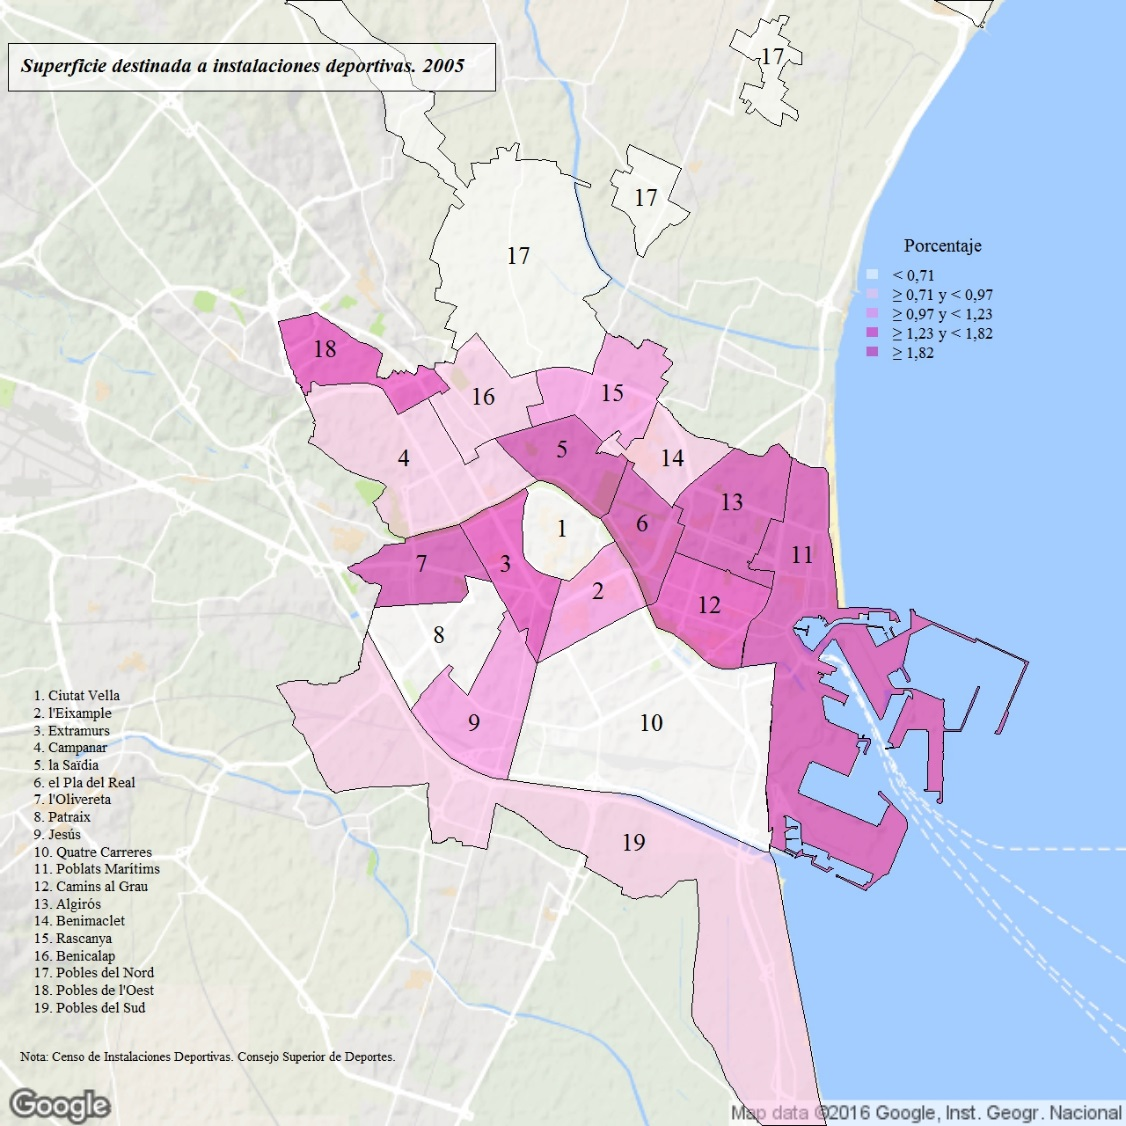 Superficie destinada a instalaciones deportivas. 2005
17
17
17
Porcentaje
< 0,71
≥ 0,71 y < 0,97
≥ 0,97 y < 1,23
≥ 1,23 y < 1,82
≥ 1,82
18
16
15
4
5
14
13
6
1
11
7
3
2
12
8
9
10
19
1. Ciutat Vella
2. l'Eixample
3. Extramurs
4. Campanar
5. la Saïdia
6. el Pla del Real
7. l'Olivereta
8. Patraix
9. Jesús
10. Quatre Carreres
11. Poblats Marítims
12. Camins al Grau
13. Algirós
14. Benimaclet
15. Rascanya
16. Benicalap
17. Pobles del Nord
18. Pobles de l'Oest
19. Pobles del Sud
Nota: Censo de Instalaciones Deportivas. Consejo Superior de Deportes.
Google
Map data ©2016 Google, Inst. Geogr. Nacional